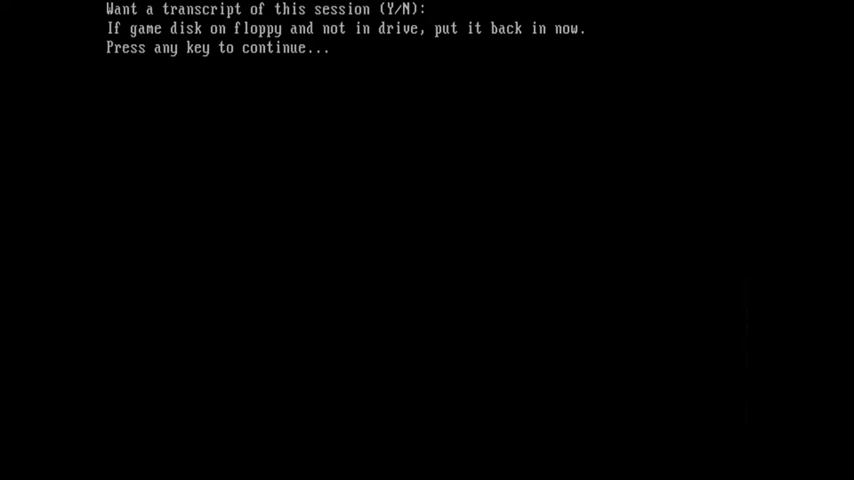 Want a transcript of this session (Y/N):
If game disk on floppy and not in drive, put it back in now.
Press any key to continue...